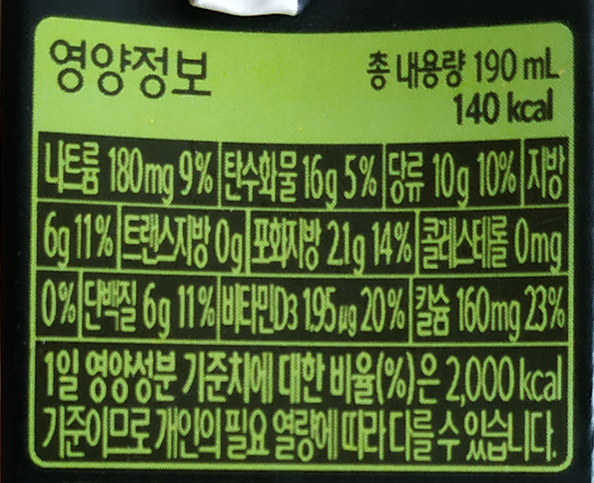 영양정보 총 내용량 190 mL
140 kcal
나트륨 180mg 9% 탄수화물 16g 5% 당류 10g 10% 지방
6g 11% 트랜스지방 0g 포화지방 2.1g 14% 콜레스테롤 0mg
0% 단백질 6g 11% 비타민D3 1.95㎍ 20% 칼슘 160mg 23%
1일 영양성분 기준치에 대한 비율(%)은 2,000 kcal
기준이므로 개인의 필요 열량에 따라 다를 수 있습니다.